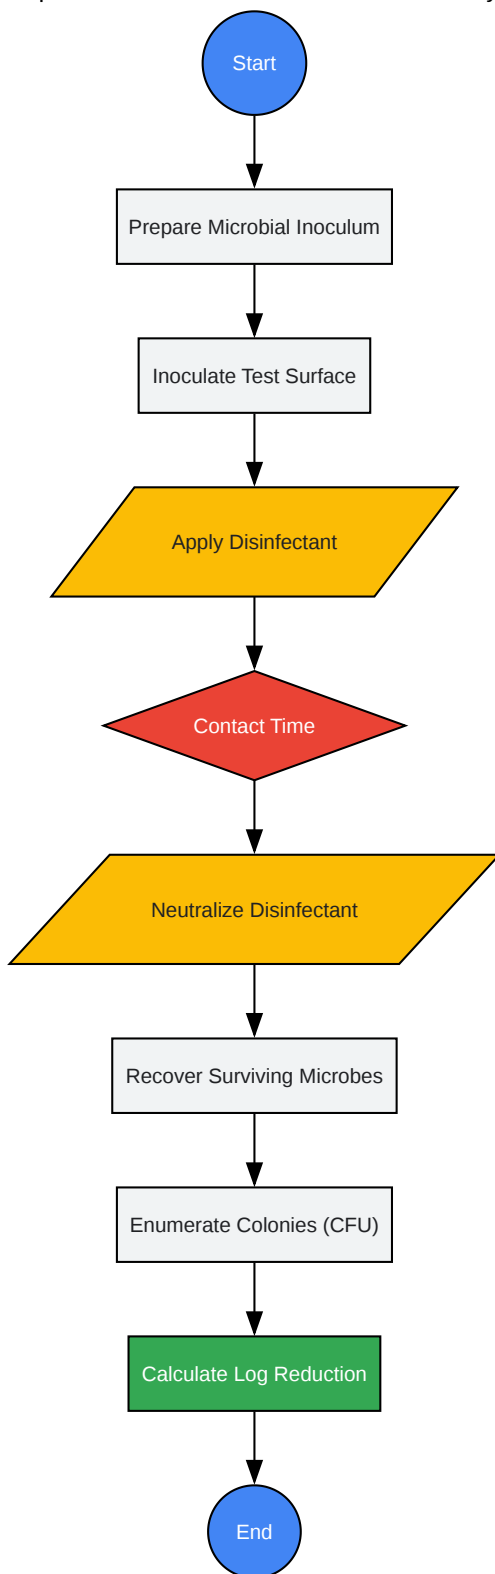 Start
Prepare Microbial Inoculum
Inoculate Test Surface
Apply Disinfectant
Contact Time
Neutralize Disinfectant
Recover Surviving Microbes
Enumerate Colonies (CFU)
Calculate Log Reduction
End